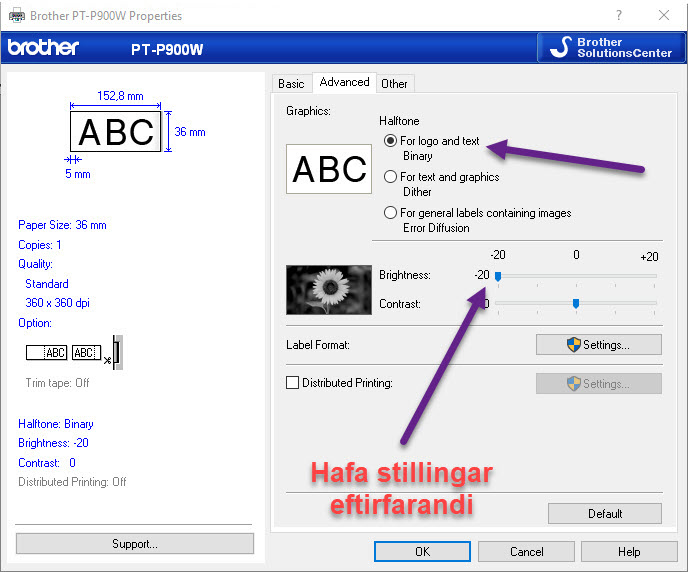 Brother PT-P900W Properties
brother PT-P900W Brother SolutionsCenter
152,8 mm
ABC
36 mm
5 mm
Paper Size: 36 mm
Copies: 1
Quality:
Standard
360 x 360 dpi
Option:
ABC ABC
Trim tape: Off
Halftone: Binary
Brightness: -20
Contrast: 0
Distributed Printing: Off
Support...
Basic Advanced Other
Graphics:
ABC
Halftone
For logo and text
Binary
For text and graphics
Dither
For general labels containing images
Error Diffusion
-20 0 +20
Brightness: -20
Contrast: 0
Label Format: Settings...
Distributed Printing: Settings...
Hafa stillingar
eftirfarandi
Default
OK Cancel Help